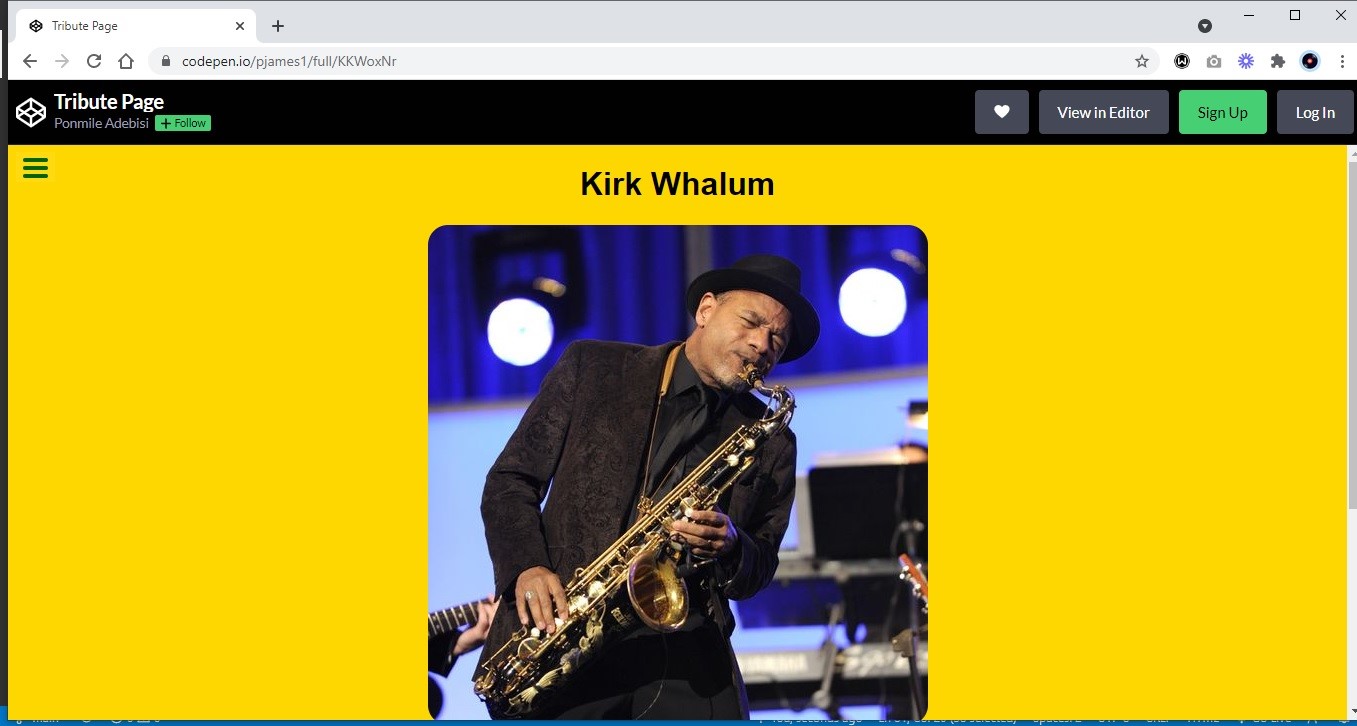 Tribute Page
codepen.io/pjames1/full/KKWoxNr
Tribute Page
Ponmile Adebisi + Follow
View in Editor
Sign Up
Log In
Kirk Whalum
YAMAHA